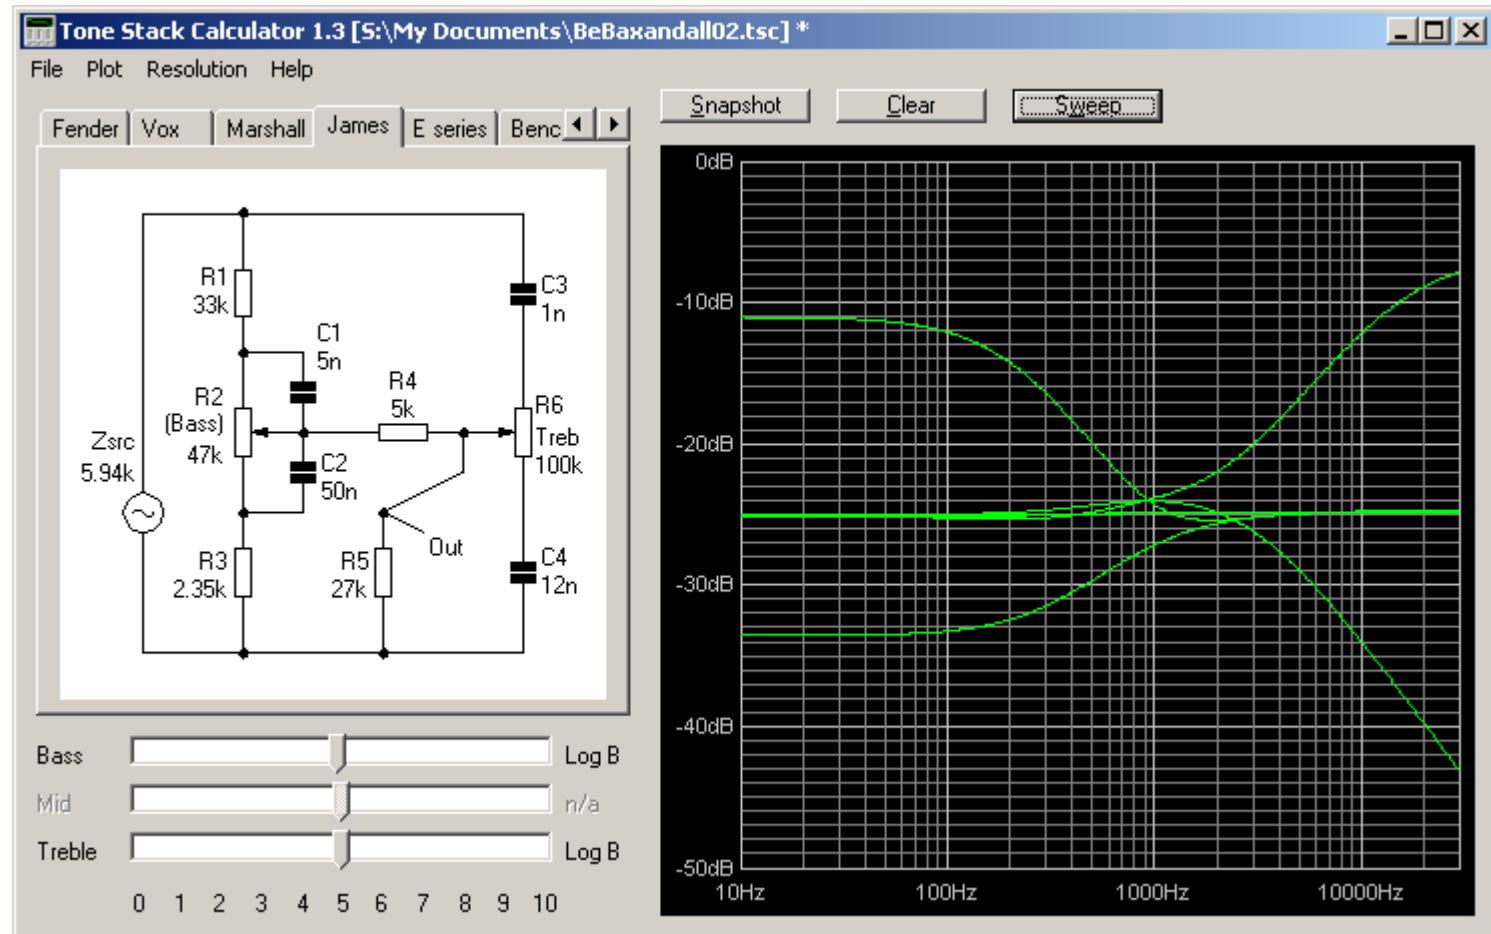 Tone Stack Calculator 1.3 [S:\My Documents\BeBaxandall02.tsc] *
File Plot Resolution Help
Snapshot Clear Sweep
Fender Vox Marshall James E series Benc
R1
33k
C1
5n
R2
(Bass)
47k
C2
50n
R4
5k
C3
1n
R6
Treb
100k
Zsrc
5.94k
R3
2.35k
R5
27k
Out
C4
12n
0dB
-10dB
-20dB
-30dB
-40dB
-50dB
10Hz 100Hz 1000Hz 10000Hz
Bass Log B
Mid n/a
Treble Log B
0 1 2 3 4 5 6 7 8 9 10